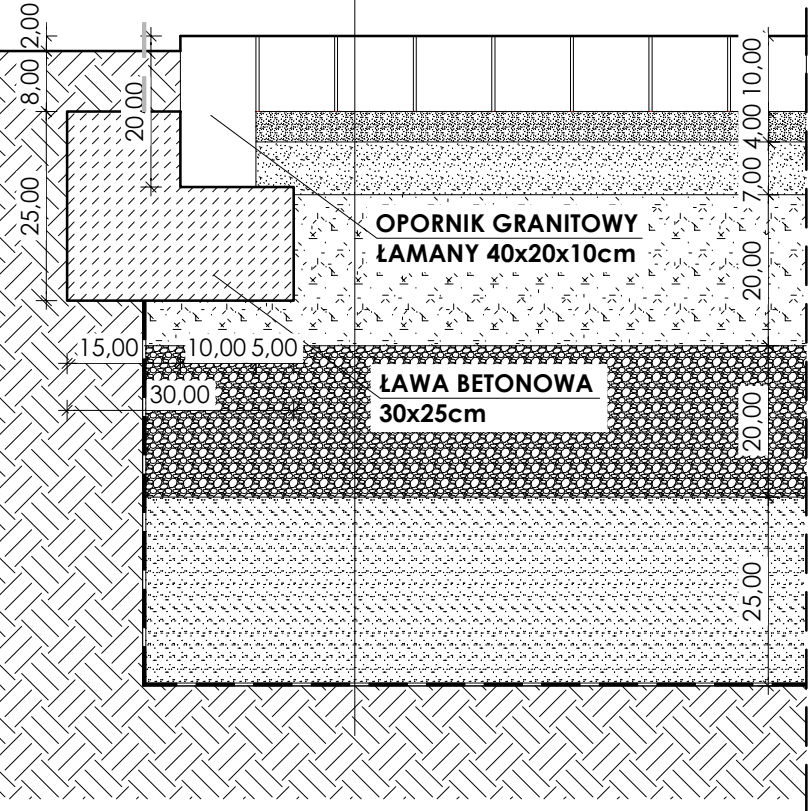 2,00
8,00
25,00
20,00
10,00
4,00
7,00
20,00
20,00
25,00
OPORNIK GRANITOWY
ŁAMANY 40x20x10cm
15,00 10,00 5,00
30,00
ŁAWA BETONOWA
30x25cm